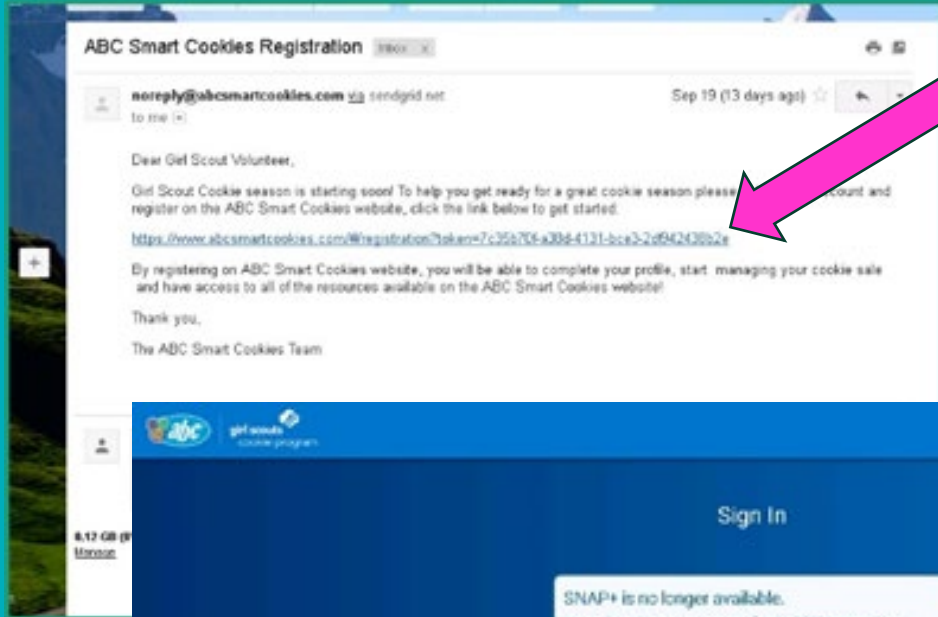 ABC Smart Cookies Registration Inbox x
noreply@abcsmartcookies.com via sendgrid.net
Sep 19 (13 days ago)
to me
Dear Girl Scout Volunteer,
Girl Scout Cookie season is starting soon! To help you get ready for a great cookie season please count and
register on the ABC Smart Cookies website, click the link below to get started:
By registering on ABC Smart Cookies website, you will be able to complete your profile, start managing your cookie sale
and have access to all of the resources available on the ABC Smart Cookies website!
Thank you,
The ABC Smart Cookies Team
abc girl scouts
cookie program
Sign In
Manage
SNAP+ is no longer available.